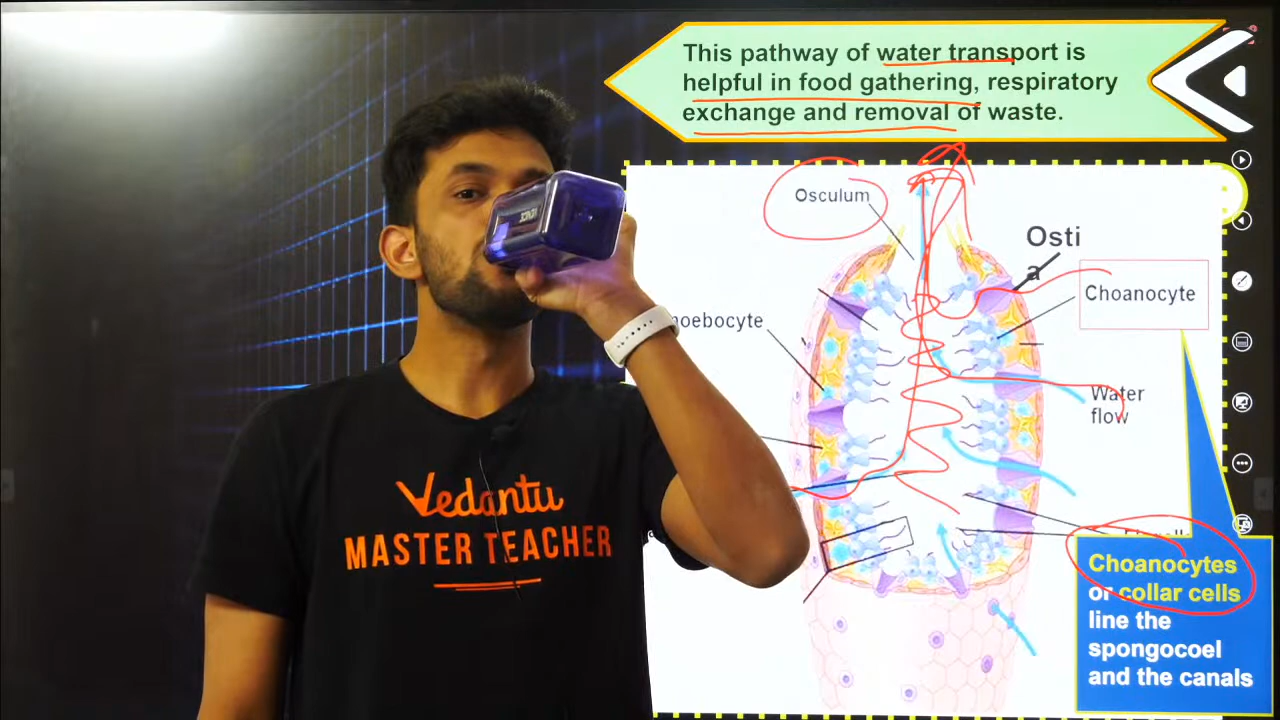 This pathway of water transport is
helpful in food gathering, respiratory
exchange and removal of waste.
Osculum
Osti
a
Choanocyte
Water
flow
Vedantu
MASTER TEACHER
Choanocytes
or collar cells
line the
spongocoel
and the canals